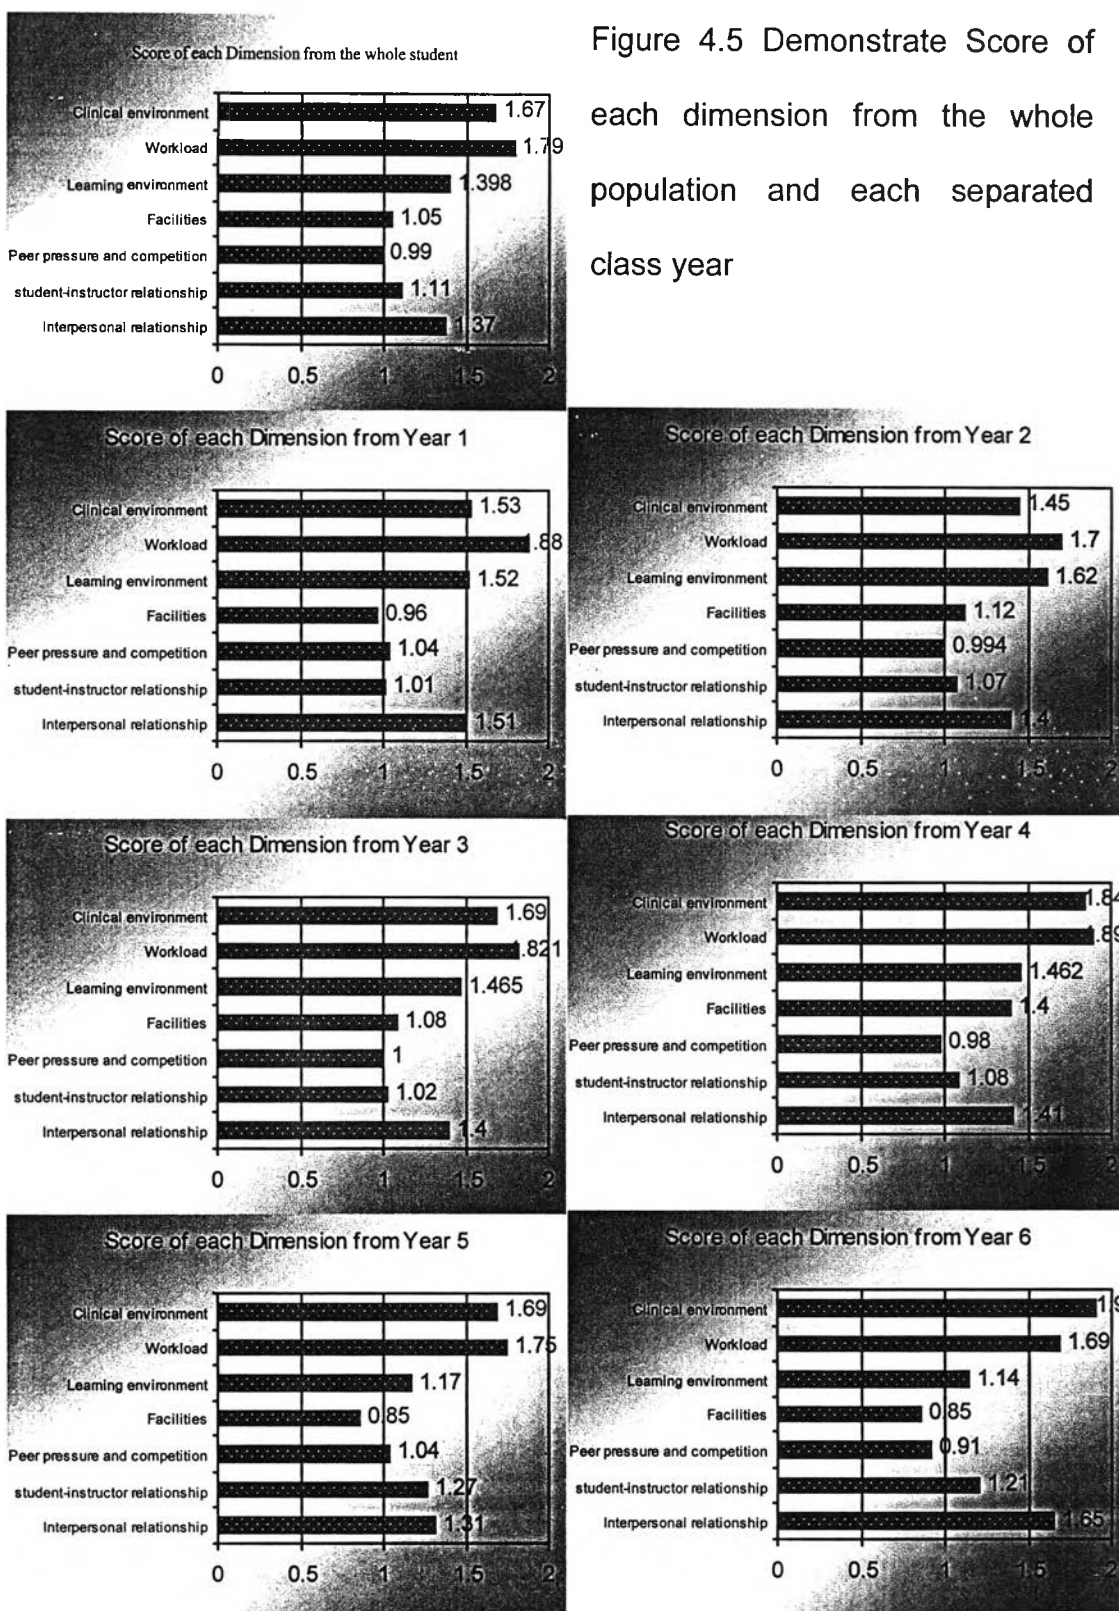 Figure 4.5 Demonstrate Score of
each dimension from the whole
population and each separated
class year
Score of each Dimension from the whole student
Clinical environment 1.67
Workload 1.79
Learning environment 1.398
Facilities 1.05
Peer pressure and competition 0.99
student-instructor relationship 1.11
Interpersonal relationship 1.37
0 0.5 1 1.5 2
Score of each Dimension from Year 1
Clinical environment 1.53
Workload .88
Learning environment 1.52
Facilities 0.96
Peer pressure and competition 1.04
student-instructor relationship 1.01
Interpersonal relationship 1.51
0 0.5 1 1.5 2
Score of each Dimension from Year 2
Clinical environment 1.45
Workload 1.7
Learning environment 1.62
Facilities 1.12
Peer pressure and competition 0.994
student-instructor relationship 1.07
Interpersonal relationship 1.4
0 0.5 1 1.5 2
Score of each Dimension from Year 3
Clinical environment 1.69
Workload .821
Learning environment 1.465
Facilities 1.08
Peer pressure and competition 1
student-instructor relationship 1.02
Interpersonal relationship 1.4
0 0.5 1 1.5 2
Score of each Dimension from Year 4
Clinical environment 1.84
Workload .89
Learning environment 1.462
Facilities 1.4
Peer pressure and competition 0.98
student-instructor relationship 1.08
Interpersonal relationship 1.41
0 0.5 1 1.5 2
Score of each Dimension from Year 5
Clinical environment 1.69
Workload 1.75
Learning environment 1.17
Facilities 0.85
Peer pressure and competition 1.04
student-instructor relationship 1.27
Interpersonal relationship 1.31
0 0.5 1 1.5 2
Score of each Dimension from Year 6
Clinical environment 1.9
Workload 1.69
Learning environment 1.14
Facilities 0.85
Peer pressure and competition 0.91
student-instructor relationship 1.21
Interpersonal relationship 1.65
0 0.5 1 1.5 2